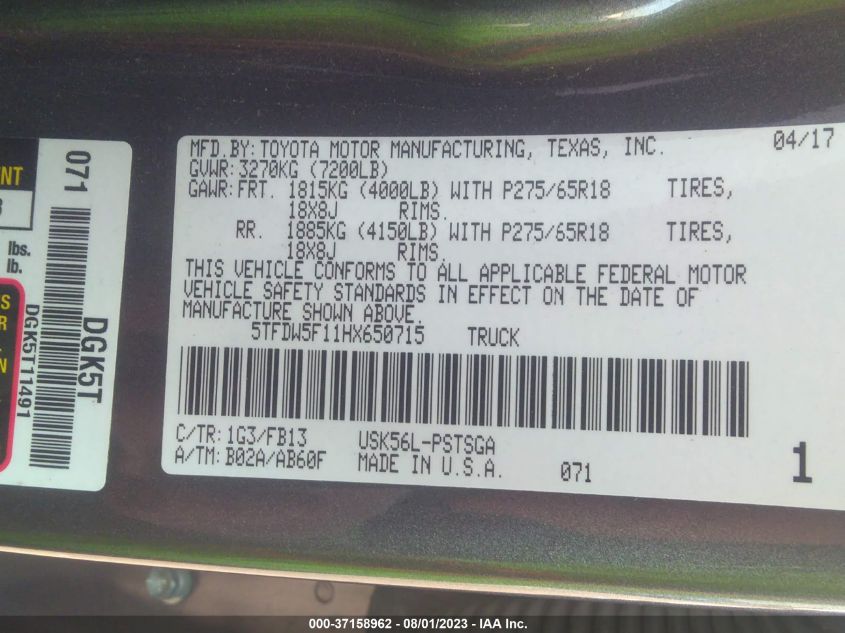 MFD.BY: TOYOTA MOTOR MANUFACTURING, TEXAS, INC. 04/17
GVWR: 3270KG (7200LB)
GAWR: FRT. 1815KG (4000LB) WITH P275/65R18 TIRES,
18X8J RIMS.
RR. 1885KG (4150LB) WITH P275/65R18 TIRES,
18X8J RIMS.
THIS VEHICLE CONFORMS TO ALL APPLICABLE FEDERAL MOTOR
VEHICLE SAFETY STANDARDS IN EFFECT ON THE DATE OF
MANUFACTURE SHOWN ABOVE.
5TFDW5F11HX650715 TRUCK
C/TR: 1G3/FB13 USK56L-PSTSGA
A/TM: B02A/AB60F MADE IN U.S.A. 071 1
071
DGK5T
DGK5T11491
NT
lbs.
lb.
S
R
N
000-37158962 - 08/01/2023 - IAA Inc.